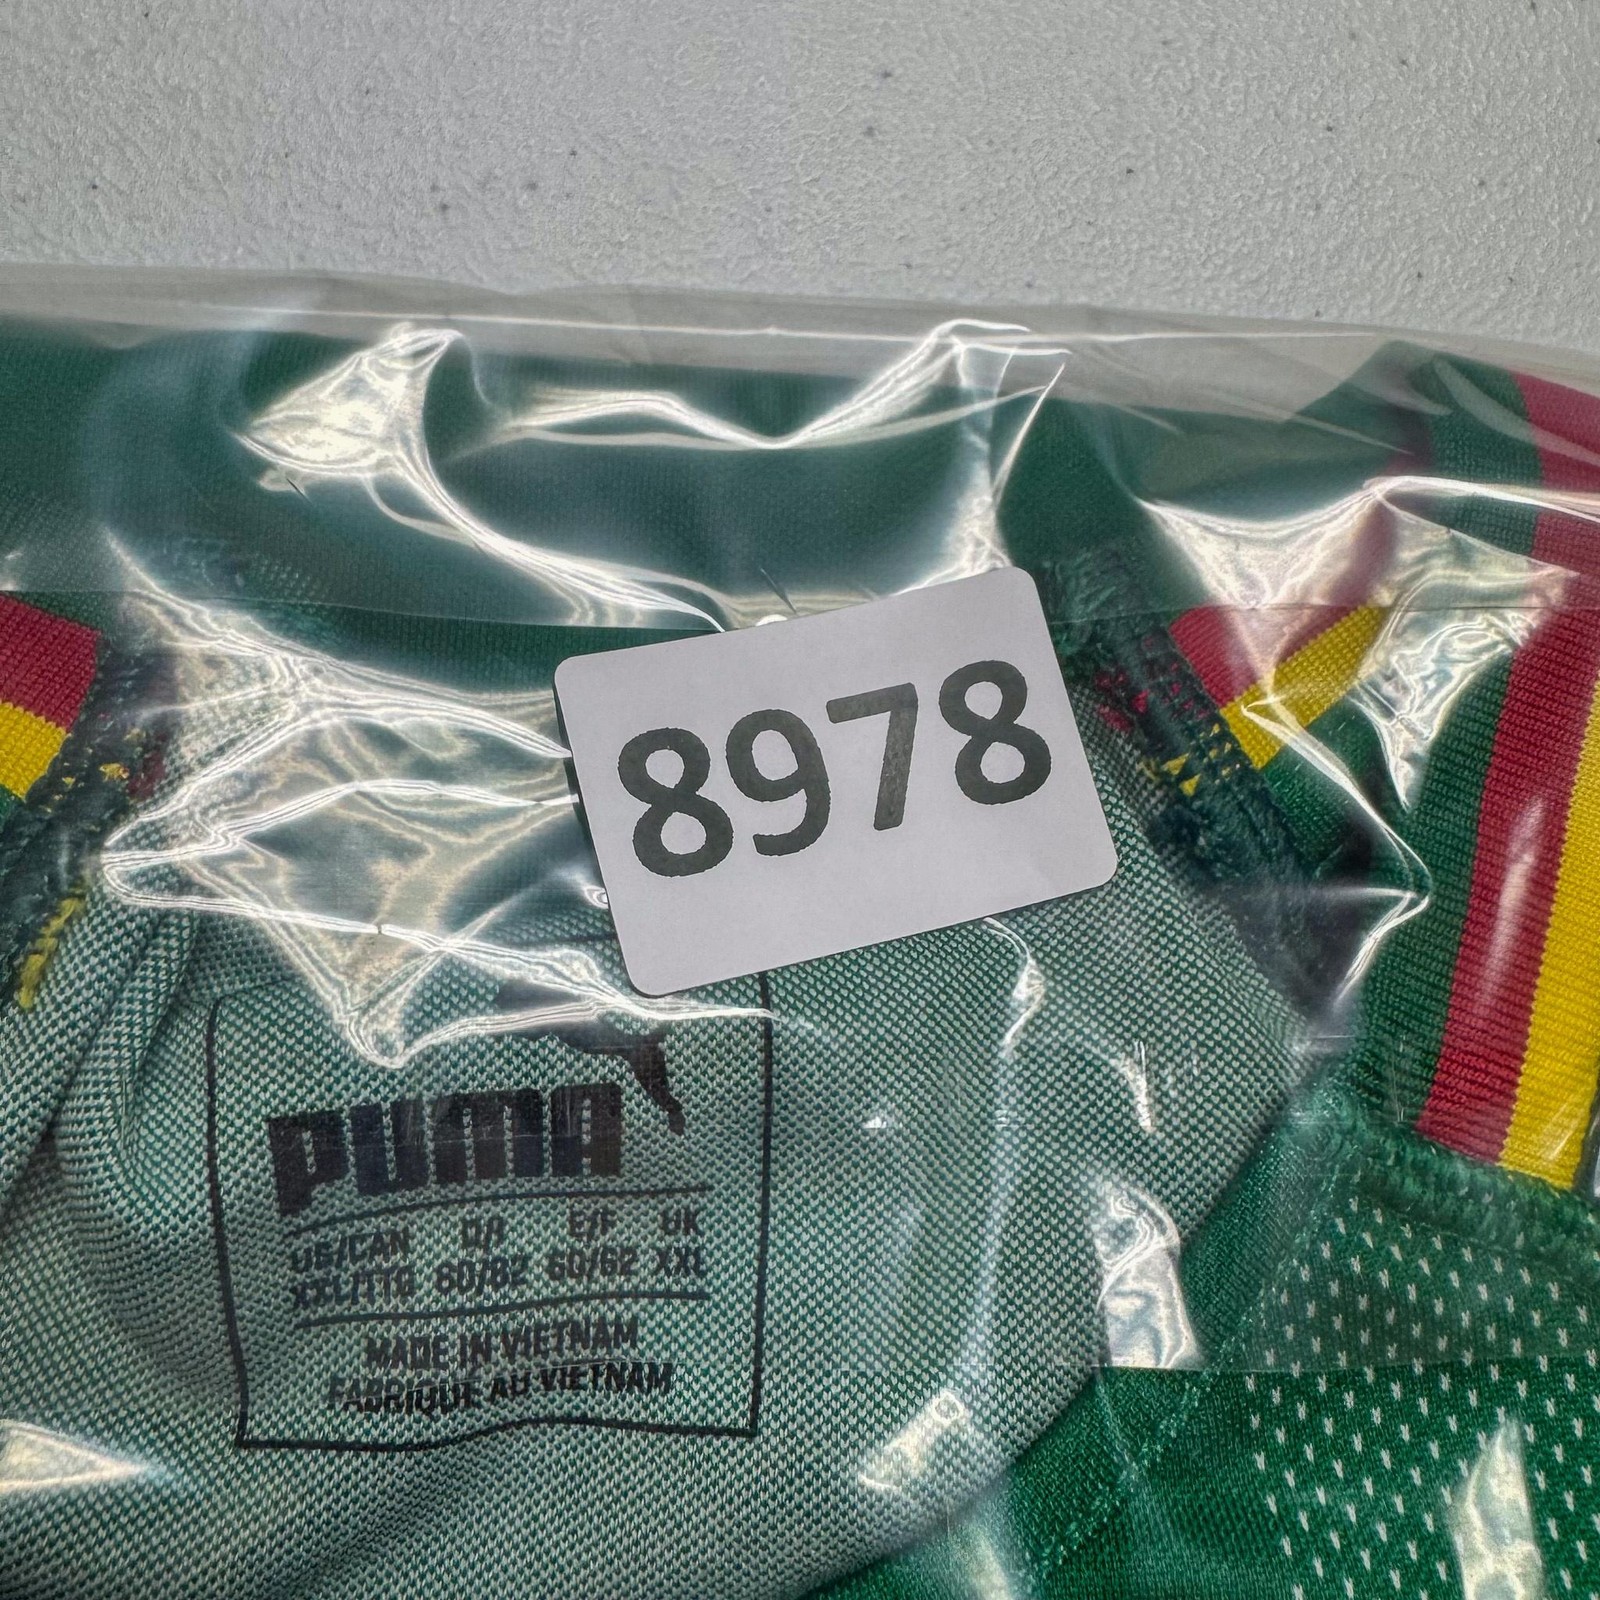 8978
PUMA
US/CAN D/I E/F UK
XXL/TTG 60/62 60/62 XXL
MADE IN VIETNAM
FABRIQUE AU VIETNAM